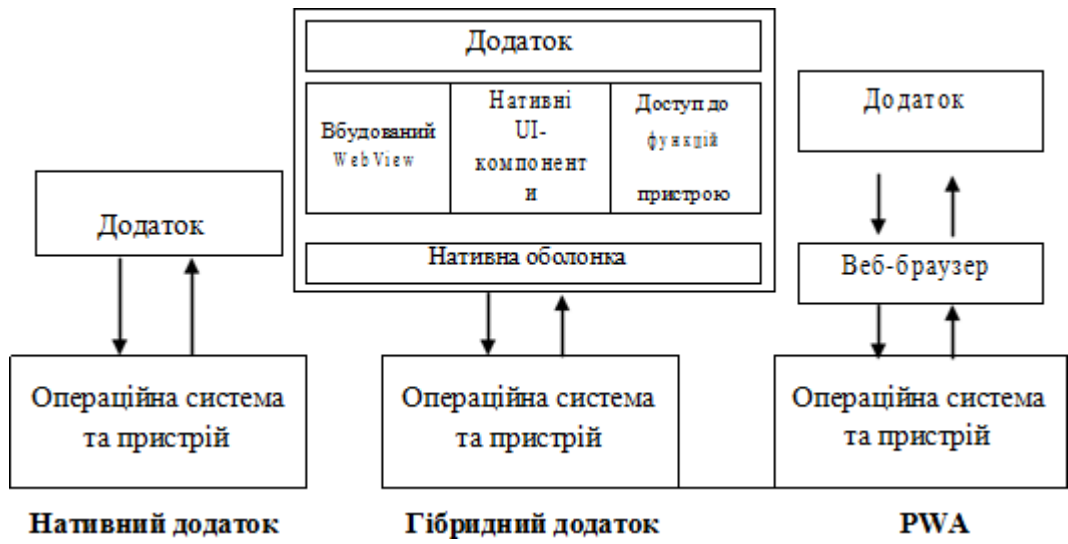 Додаток
Вбудований
WebView
Нативні
UI-
компонент
и
Доступ до
функцій
пристрою
Нативна оболонка
Додаток
Додаток
Веб-браузер
Операційна система
та пристрій
Операційна система
та пристрій
Операційна система
та пристрій
Нативний додаток
Гібридний додаток
PWA